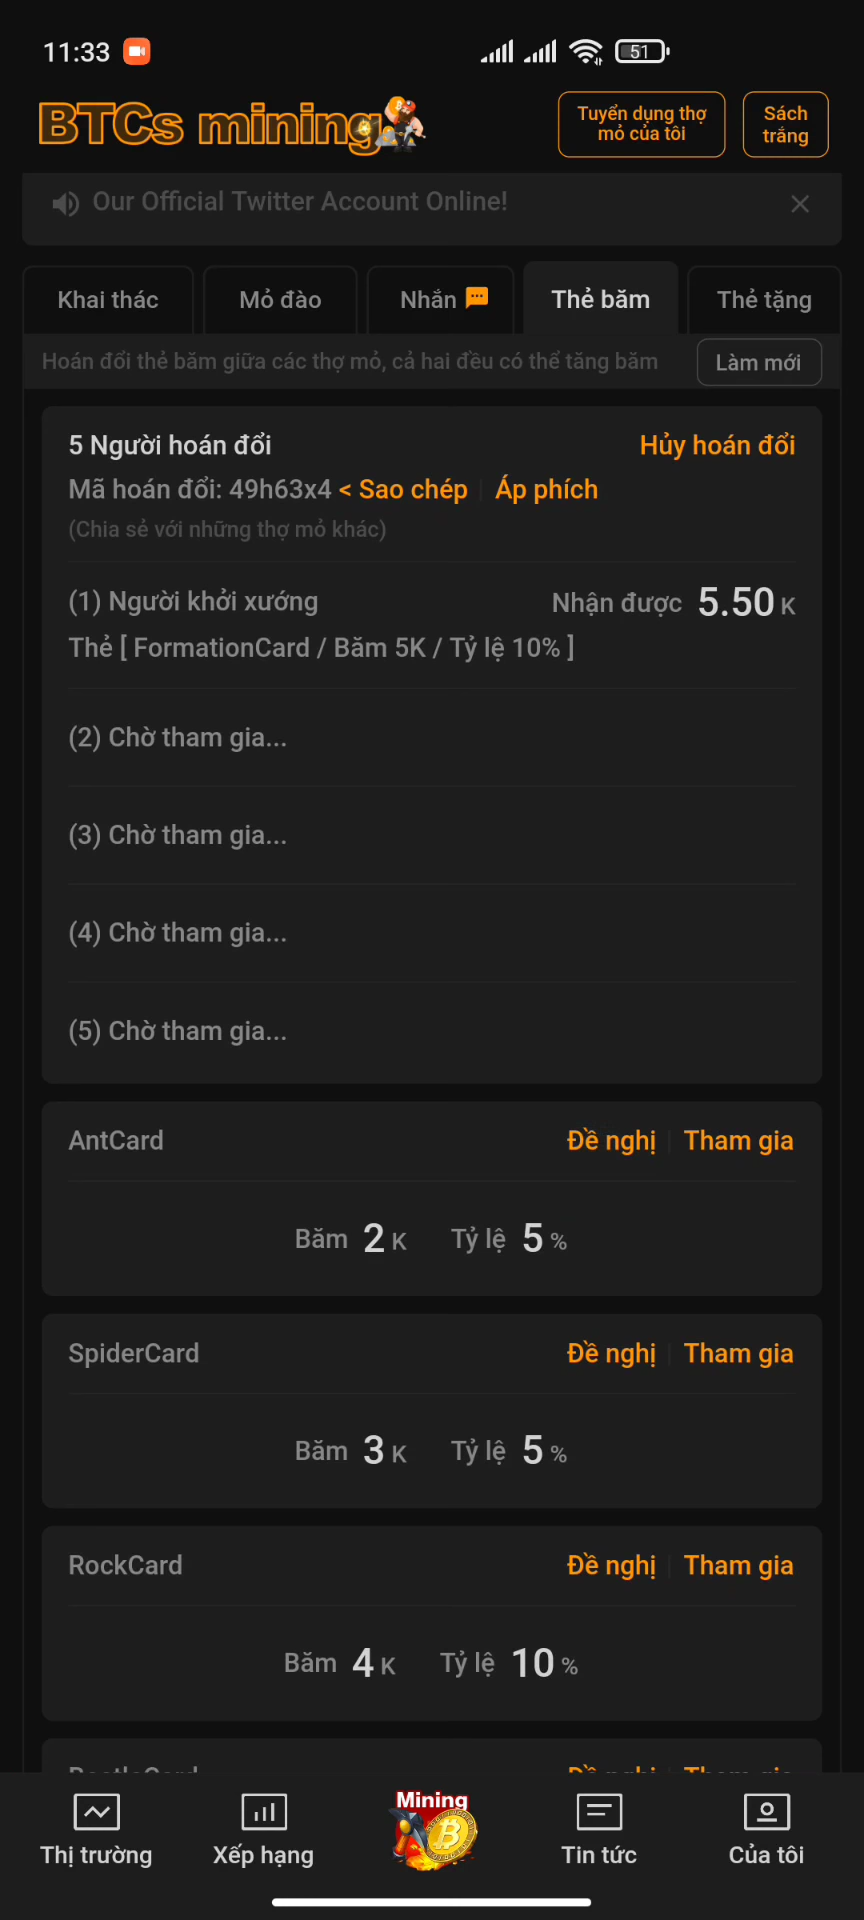 11:33
51
BTCs mining
Tuyển dụng thợ
mỏ của tôi
Sách
trắng
Our Official Twitter Account Online!
Khai thác
Mỏ đào
Nhắn
Thẻ băm
Thẻ tặng
Hoán đổi thẻ băm giữa các thợ mỏ, cả hai đều có thể tăng băm
Làm mới
5 Người hoán đổi
Hủy hoán đổi
Mã hoán đổi: 49h63x4 < Sao chép | Áp phích
(Chia sẻ với những thợ mỏ khác)
(1) Người khởi xướng
Nhận được 5.50 K
Thẻ [ FormationCard / Băm 5K / Tỷ lệ 10% ]
(2) Chờ tham gia...
(3) Chờ tham gia...
(4) Chờ tham gia...
(5) Chờ tham gia...
AntCard
Đề nghị | Tham gia
Băm 2 K Tỷ lệ 5 %
SpiderCard
Đề nghị | Tham gia
Băm 3 K Tỷ lệ 5 %
RockCard
Đề nghị | Tham gia
Băm 4 K Tỷ lệ 10 %
BeetleCard
Đề nghị | Tham gia
Mining
Thị trường
Xếp hạng
Tin tức
Của tôi